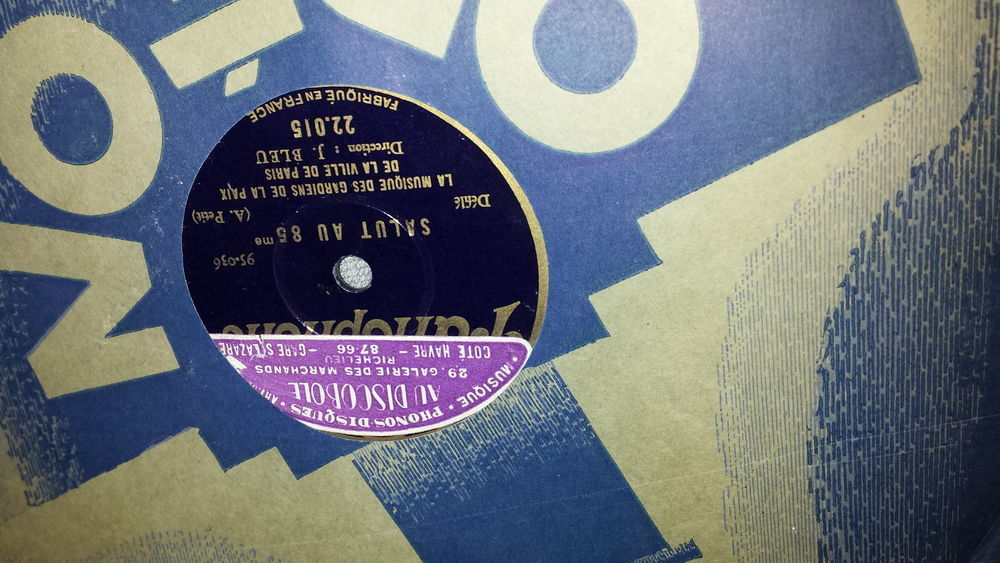 MUSIQUE • PHONOS • DISQUES •
AU DISCOBOLE
29, GALERIE DES MARCHANDS
RICHELIEU
COTÉ HAVRE - 87-66 - GARE ST LAZARE
Parlophone
95.036
SALUT AU 85me
(A. Petit)
Défilé
LA MUSIQUE DES GARDIENS DE LA PAIX
DE LA VILLE DE PARIS
Direction : J. BLEU
22.015
FABRIQUÉ EN FRANCE